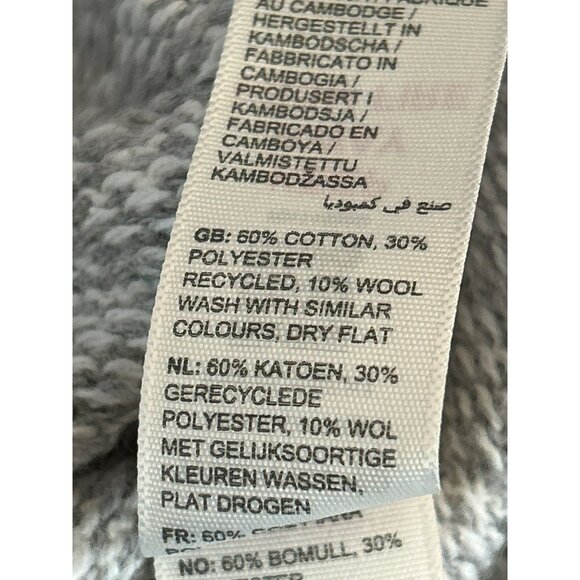 AU CAMBODGE /
HERGESTELLT IN
KAMBODSCHA /
FABBRICATO IN
CAMBOGIA /
PRODUSERT I
KAMBODSJA /
FABRICADO EN
CAMBOYA /
VALMISTETTU
KAMBODŽASSA
صنع في كمبوديا
GB: 60% COTTON, 30%
POLYESTER
RECYCLED, 10% WOOL
WASH WITH SIMILAR
COLOURS, DRY FLAT
NL: 60% KATOEN, 30%
GERECYCLEDE
POLYESTER, 10% WOL
MET GELIJKSOORTIGE
KLEUREN WASSEN,
PLAT DROGEN
FR: 60%
NO: 60% BOMULL, 30%